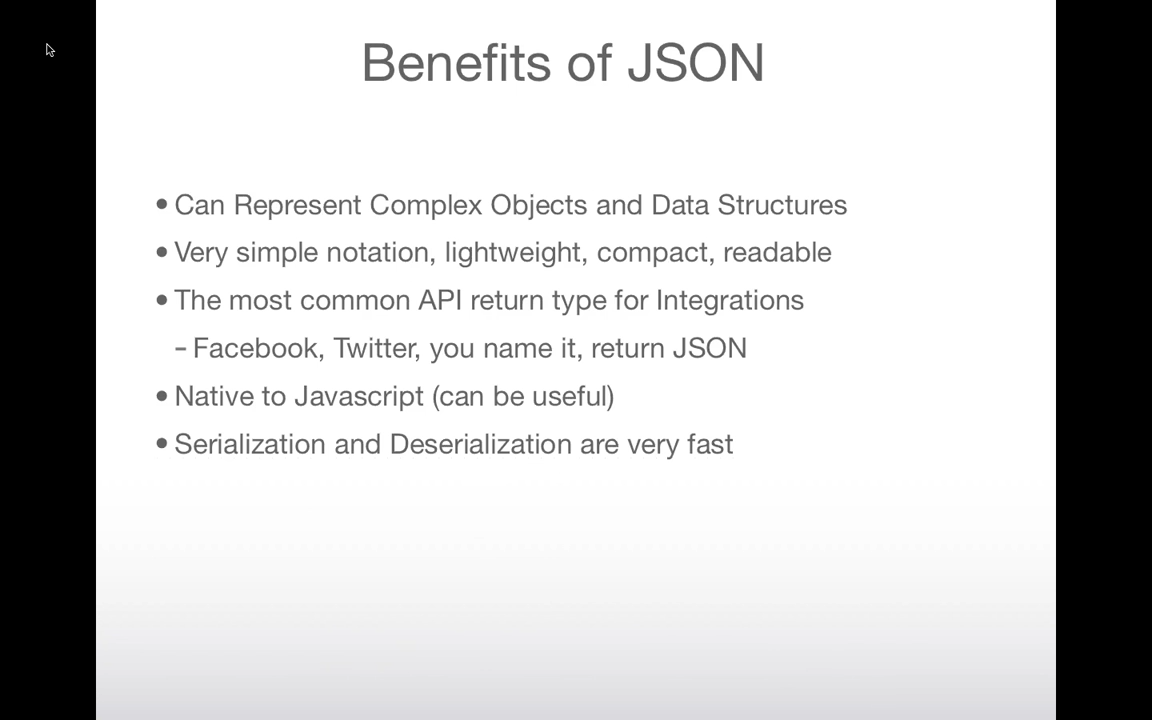 Benefits of JSON
• Can Represent Complex Objects and Data Structures
• Very simple notation, lightweight, compact, readable
• The most common API return type for Integrations
– Facebook, Twitter, you name it, return JSON
• Native to Javascript (can be useful)
• Serialization and Deserialization are very fast